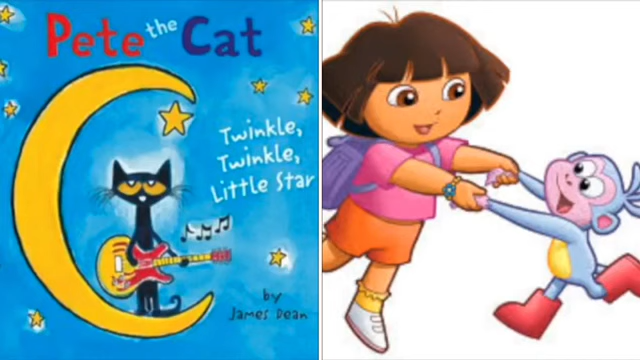 Pete the Cat
Twinkle,
Twinkle,
Little Star
by
James Dean